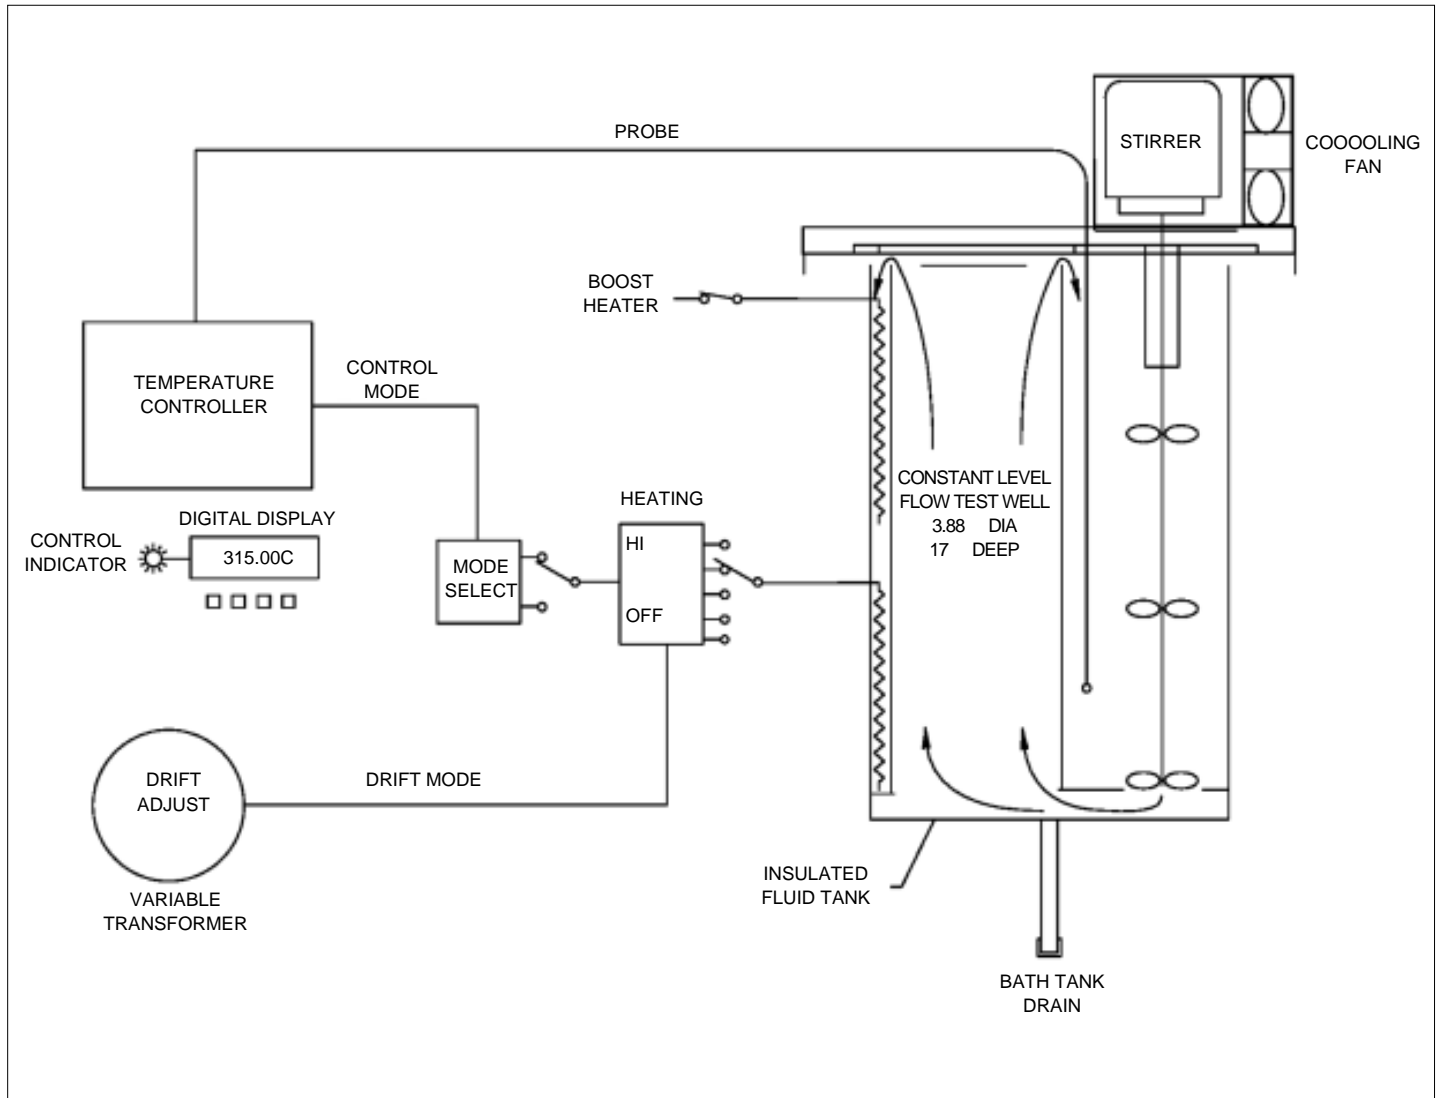 PROBE
STIRRER
COOOOLING
FAN
BOOST
HEATER
TEMPERATURE
CONTROLLER
CONTROL
MODE
CONSTANT LEVEL
FLOW TEST WELL
3.88 DIA
17 DEEP
HEATING
DIGITAL DISPLAY
CONTROL
INDICATOR
315.00C
MODE
SELECT
HI
OFF
DRIFT
ADJUST
DRIFT MODE
VARIABLE
TRANSFORMER
INSULATED
FLUID TANK
BATH TANK
DRAIN